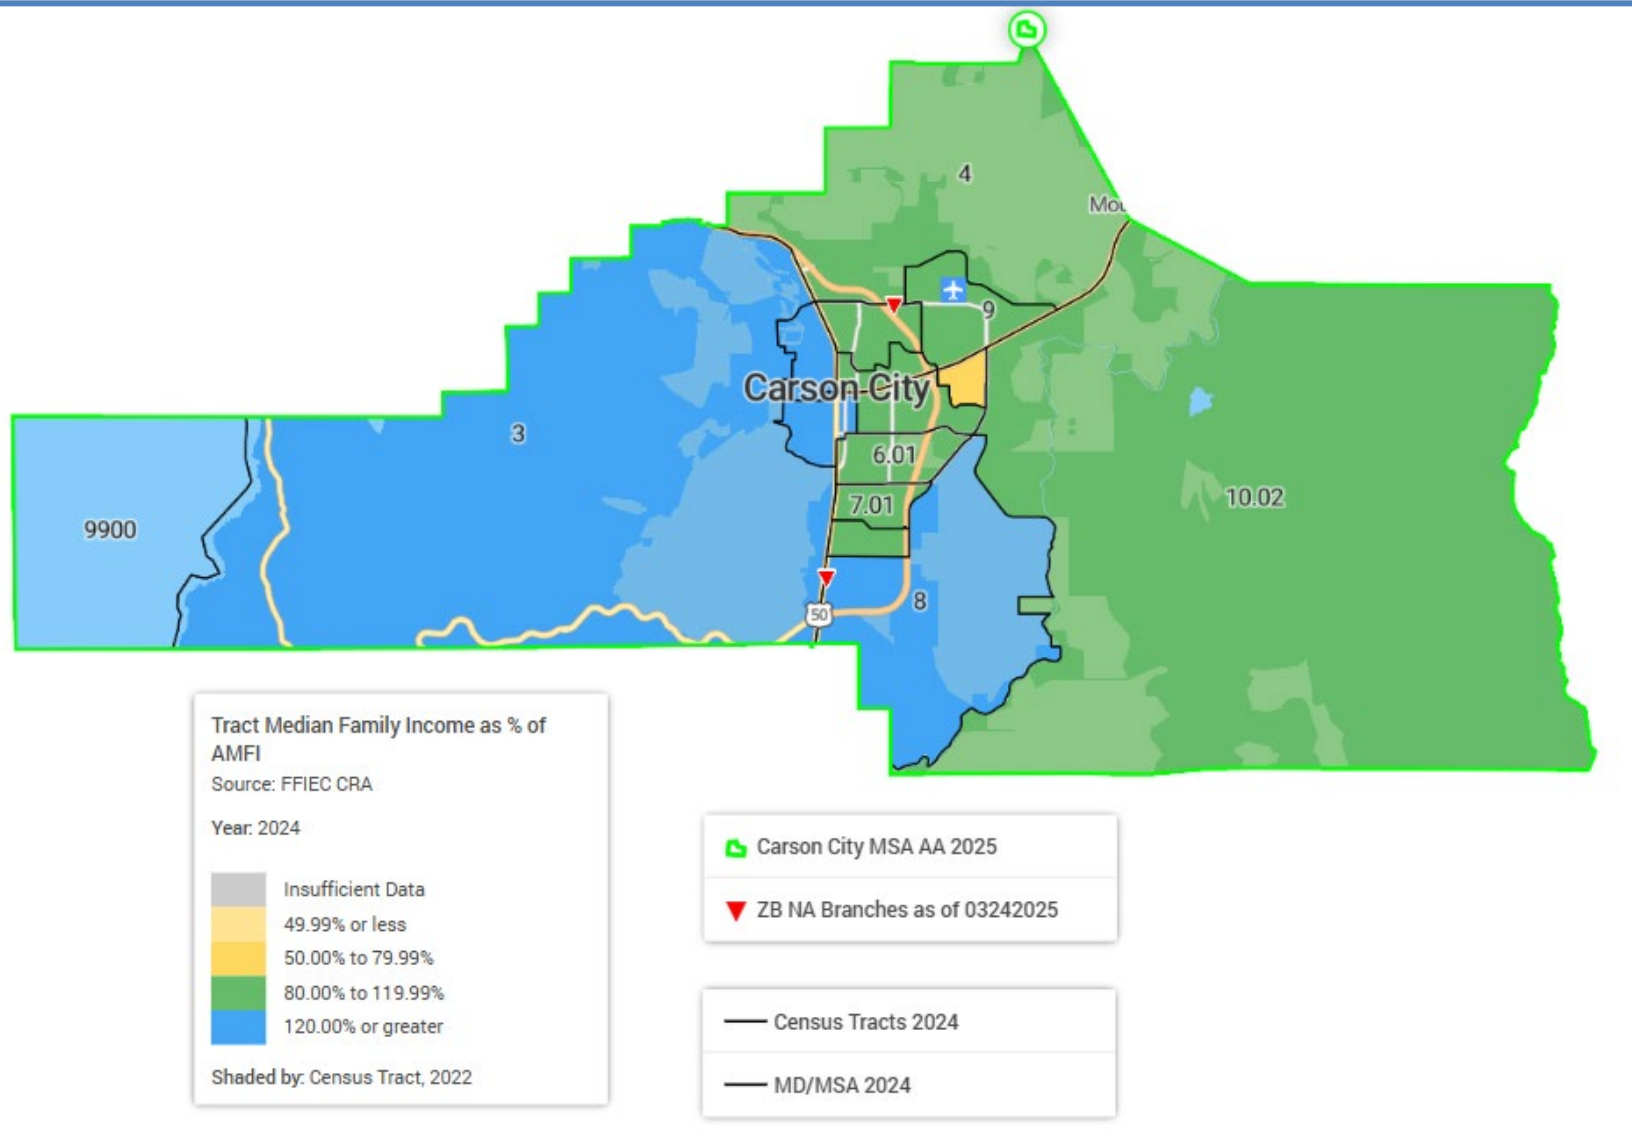 4
Mou
9
Carson City
3
6.01
7.01
10.02
9900
8
50
Tract Median Family Income as % of
AMFI
Source: FFIEC CRA
Year: 2024
Insufficient Data
49.99% or less
50.00% to 79.99%
80.00% to 119.99%
120.00% or greater
Shaded by: Census Tract, 2022
Carson City MSA AA 2025
ZB NA Branches as of 03242025
Census Tracts 2024
MD/MSA 2024